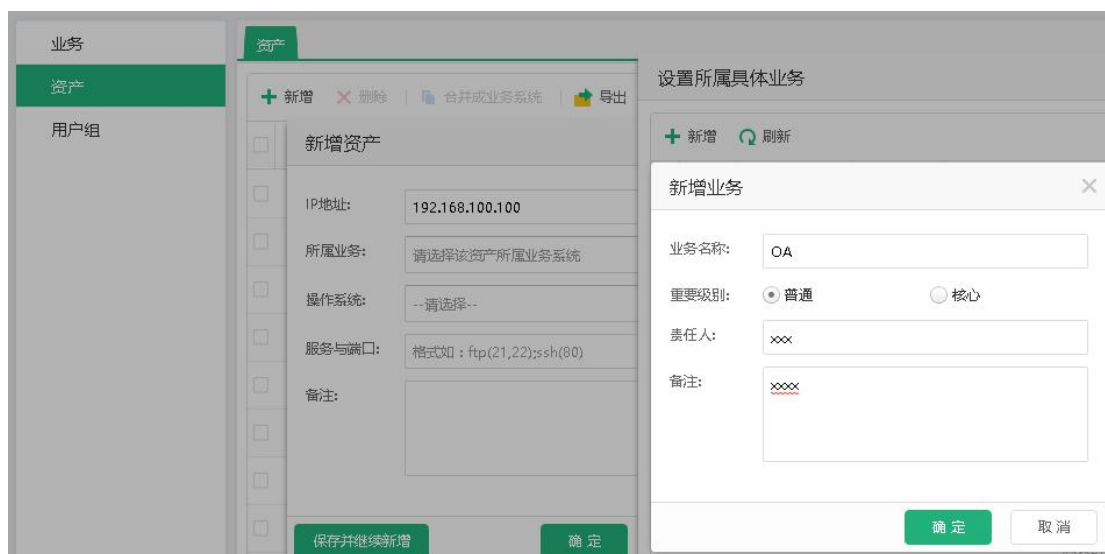 业务
资产
用户组
资产
新增 删除 合并成业务系统 导出
新增资产
IP地址: 192.168.100.100
所属业务: 请选择该资产所属业务系统
操作系统: --请选择--
服务与端口: 格式如：ftp(21,22);ssh(80)
备注:
保存并继续新增 确定
设置所属具体业务
新增 刷新
新增业务
业务名称: OA
重要级别: 普通 核心
责任人: xxx
备注: xxxx
确定 取消